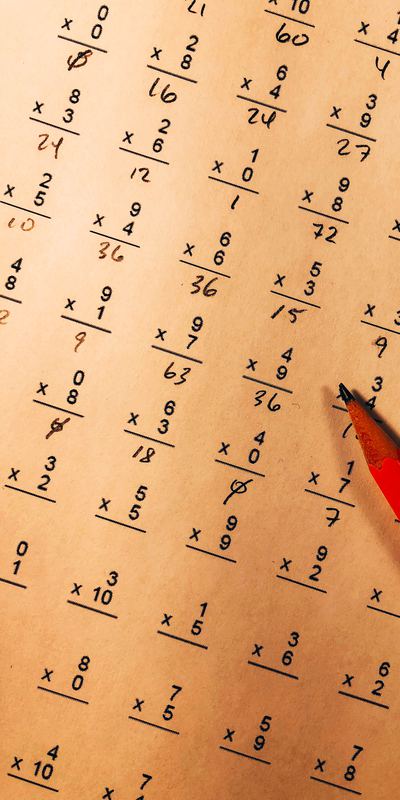 21 × 10 × 4
60 4
0 2 6 3
× 0 × 8 × 4 × 9
Ø 16 24 27
8 2 1 9
× 3 × 6 × 0 × 8
24 12 1 72
2 9 6 5
× 5 × 4 × 6 × 3 × 3
10 36 36 15 9
4 9 9 4 3
8 × 1 × 7 × 9 4
2 9 63 36
0 6 4 1
× 8 × 3 × 0 × 7
Ø 18 Ø 7
3 5 9 9
× 2 × 5 × 9 × 2 ×
0 3 1 3 6
1 × 10 × 5 × 6 × 2
8 7 5 7
× 0 × 5 × 9 × 8
4 7
× 10 ×